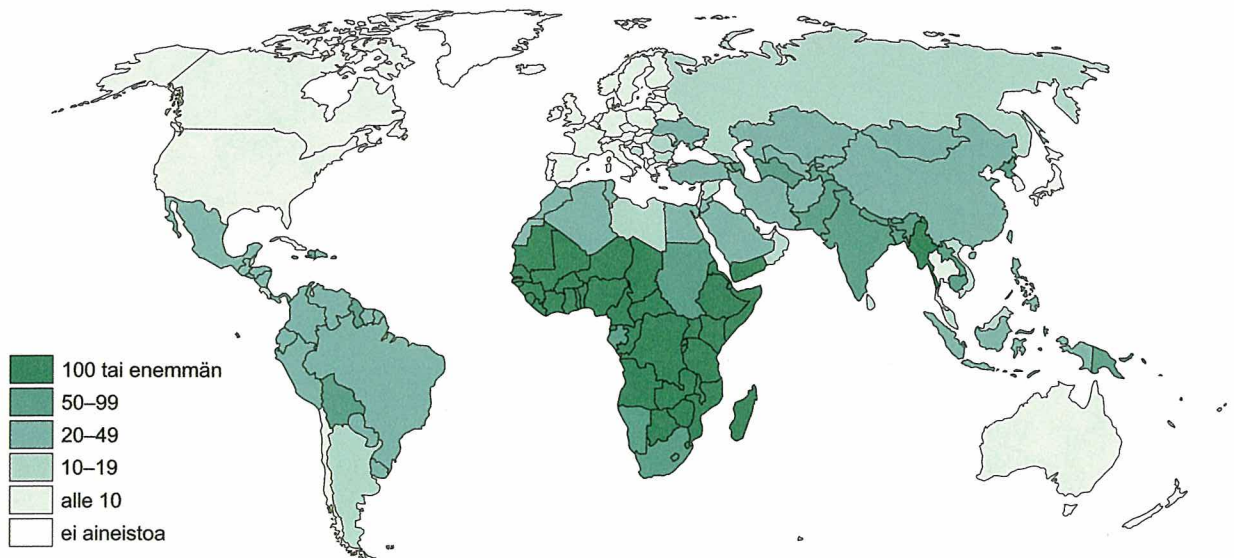 100 tai enemmän
50–99
20–49
10–19
alle 10
ei aineistoa